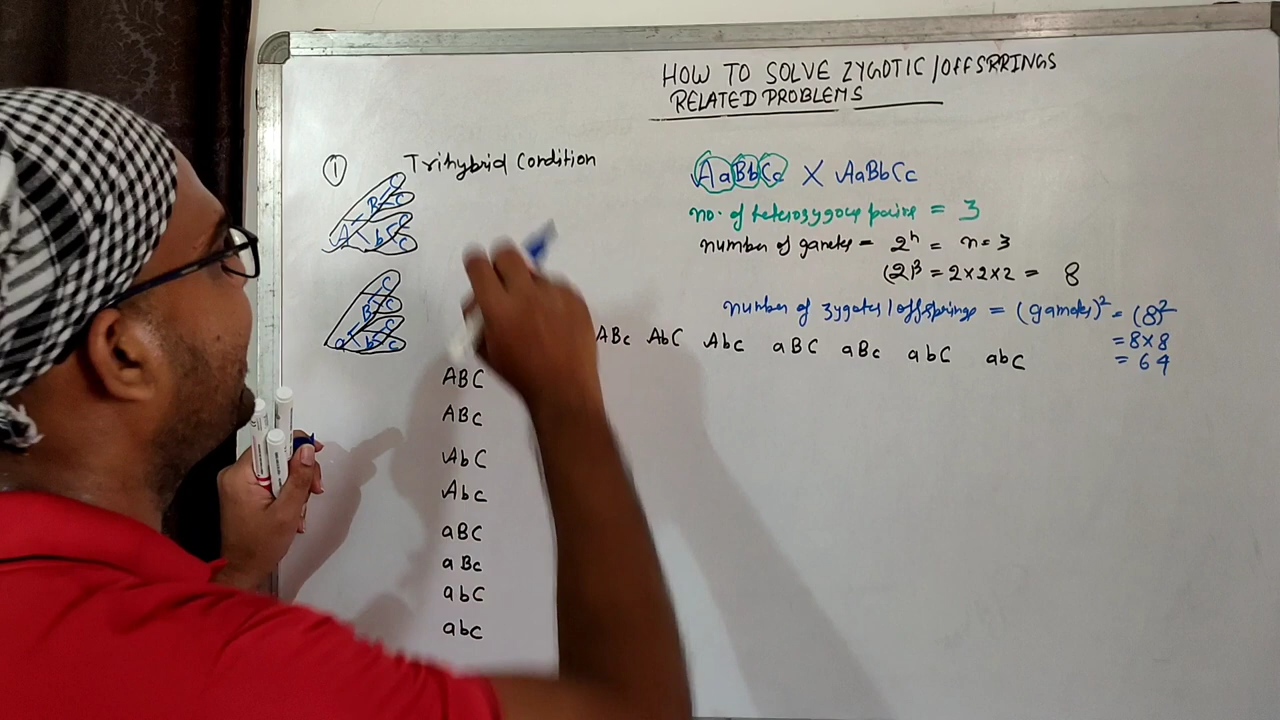 HOW TO SOLVE ZYGOTIC/OFFSRRINGS
RELATED PROBLEMS
① Trihybrid Condition
AaBbCc X AaBbCc
no. of heterozygous pairs = 3
number of gametes = 2ⁿ = n=3
(2)³ = 2×2×2 = 8
number of zygotes/offsprings = (gametes)² = (8)²
= 8×8
= 64
A B C c b C c
a B C c b C c
ABc AbC Abc aBC aBc abC abC
ABC
ABc
AbC
Abc
aBC
aBc
abC
abc